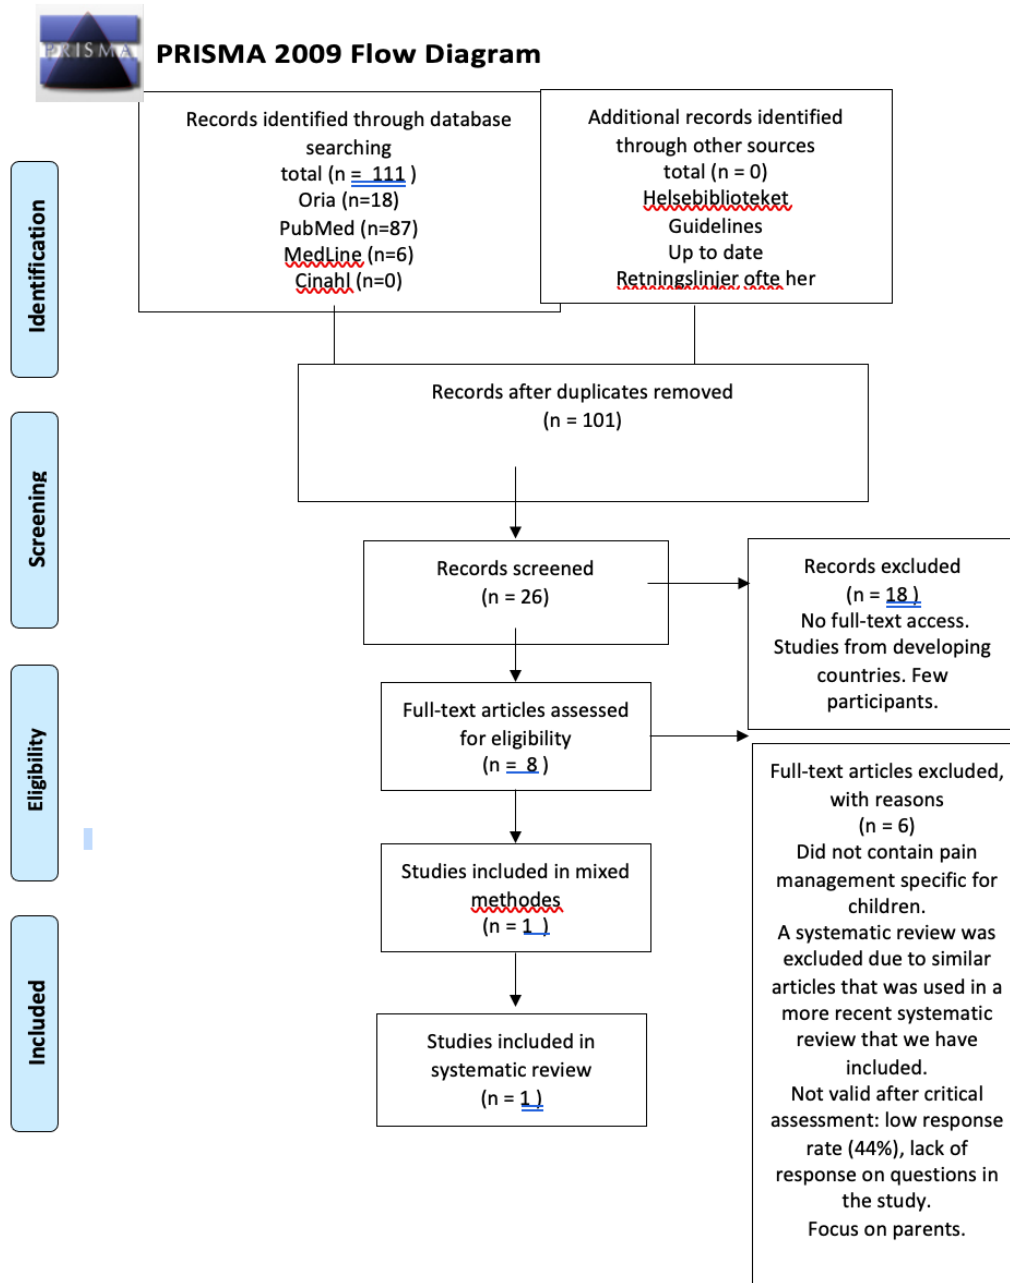 PRISMA
PRISMA 2009 Flow Diagram
Records identified through database
searching
total (n = 111 )
Oria (n=18)
PubMed (n=87)
MedLine (n=6)
Cinahl (n=0)
Additional records identified
through other sources
total (n = 0)
Helsebiblioteket
Guidelines
Up to date
Retningslinjer ofte her
Identification
Records after duplicates removed
(n = 101)
Screening
Records screened
(n = 26)
Records excluded
(n = 18 )
No full-text access.
Studies from developing
countries. Few
participants.
Full-text articles assessed
for eligibility
(n = 8 )
Eligibility
Full-text articles excluded,
with reasons
(n = 6)
Did not contain pain
management specific for
children.
A systematic review was
excluded due to similar
articles that was used in a
more recent systematic
review that we have
included.
Not valid after critical
assessment: low response
rate (44%), lack of
response on questions in
the study.
Focus on parents.
Studies included in mixed
methodes
(n = 1 )
Included
Studies included in
systematic review
(n = 1 )